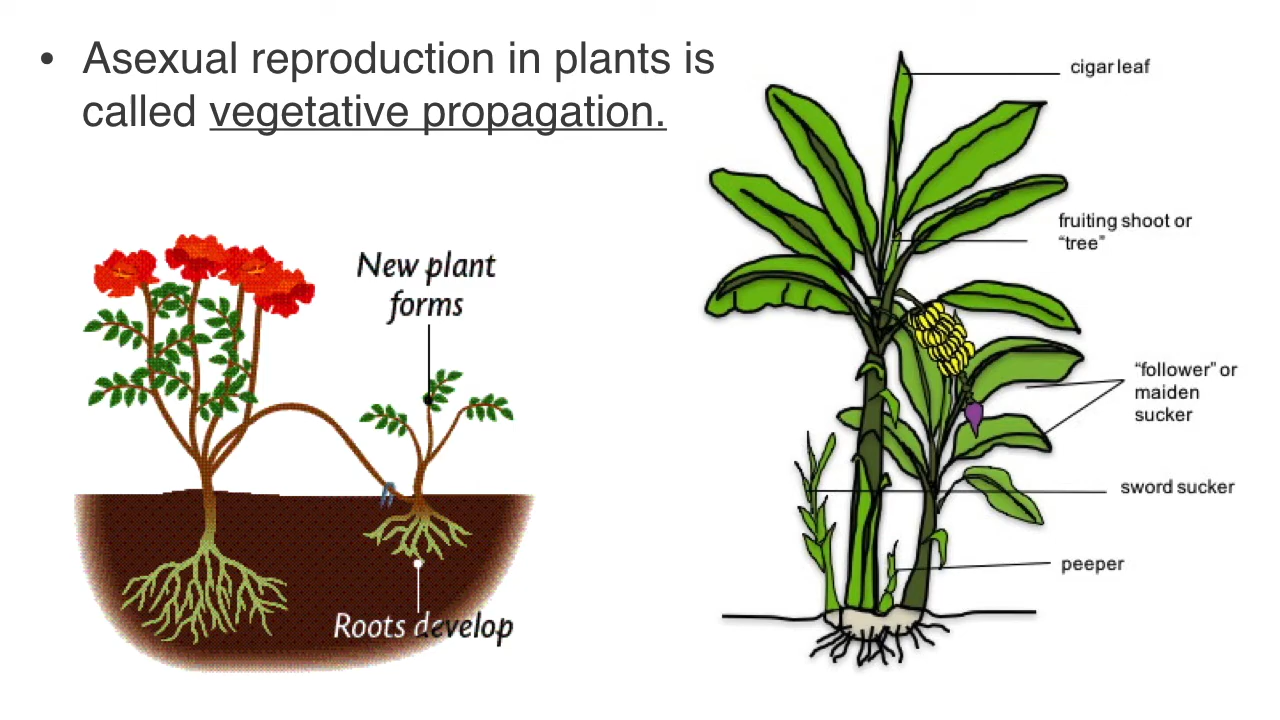 • Asexual reproduction in plants is
called vegetative propagation.
New plant
forms
Roots develop
cigar leaf
fruiting shoot or
“tree”
“follower” or
maiden
sucker
sword sucker
peeper